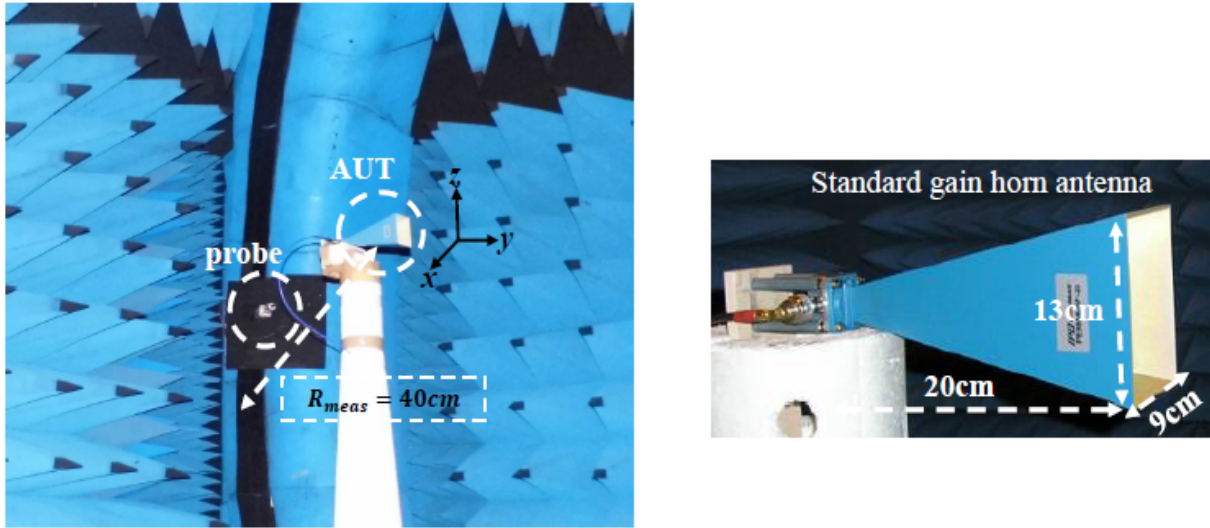 AUT
z
y
x
probe
R_meas = 40cm
Standard gain horn antenna
13cm
20cm
9cm